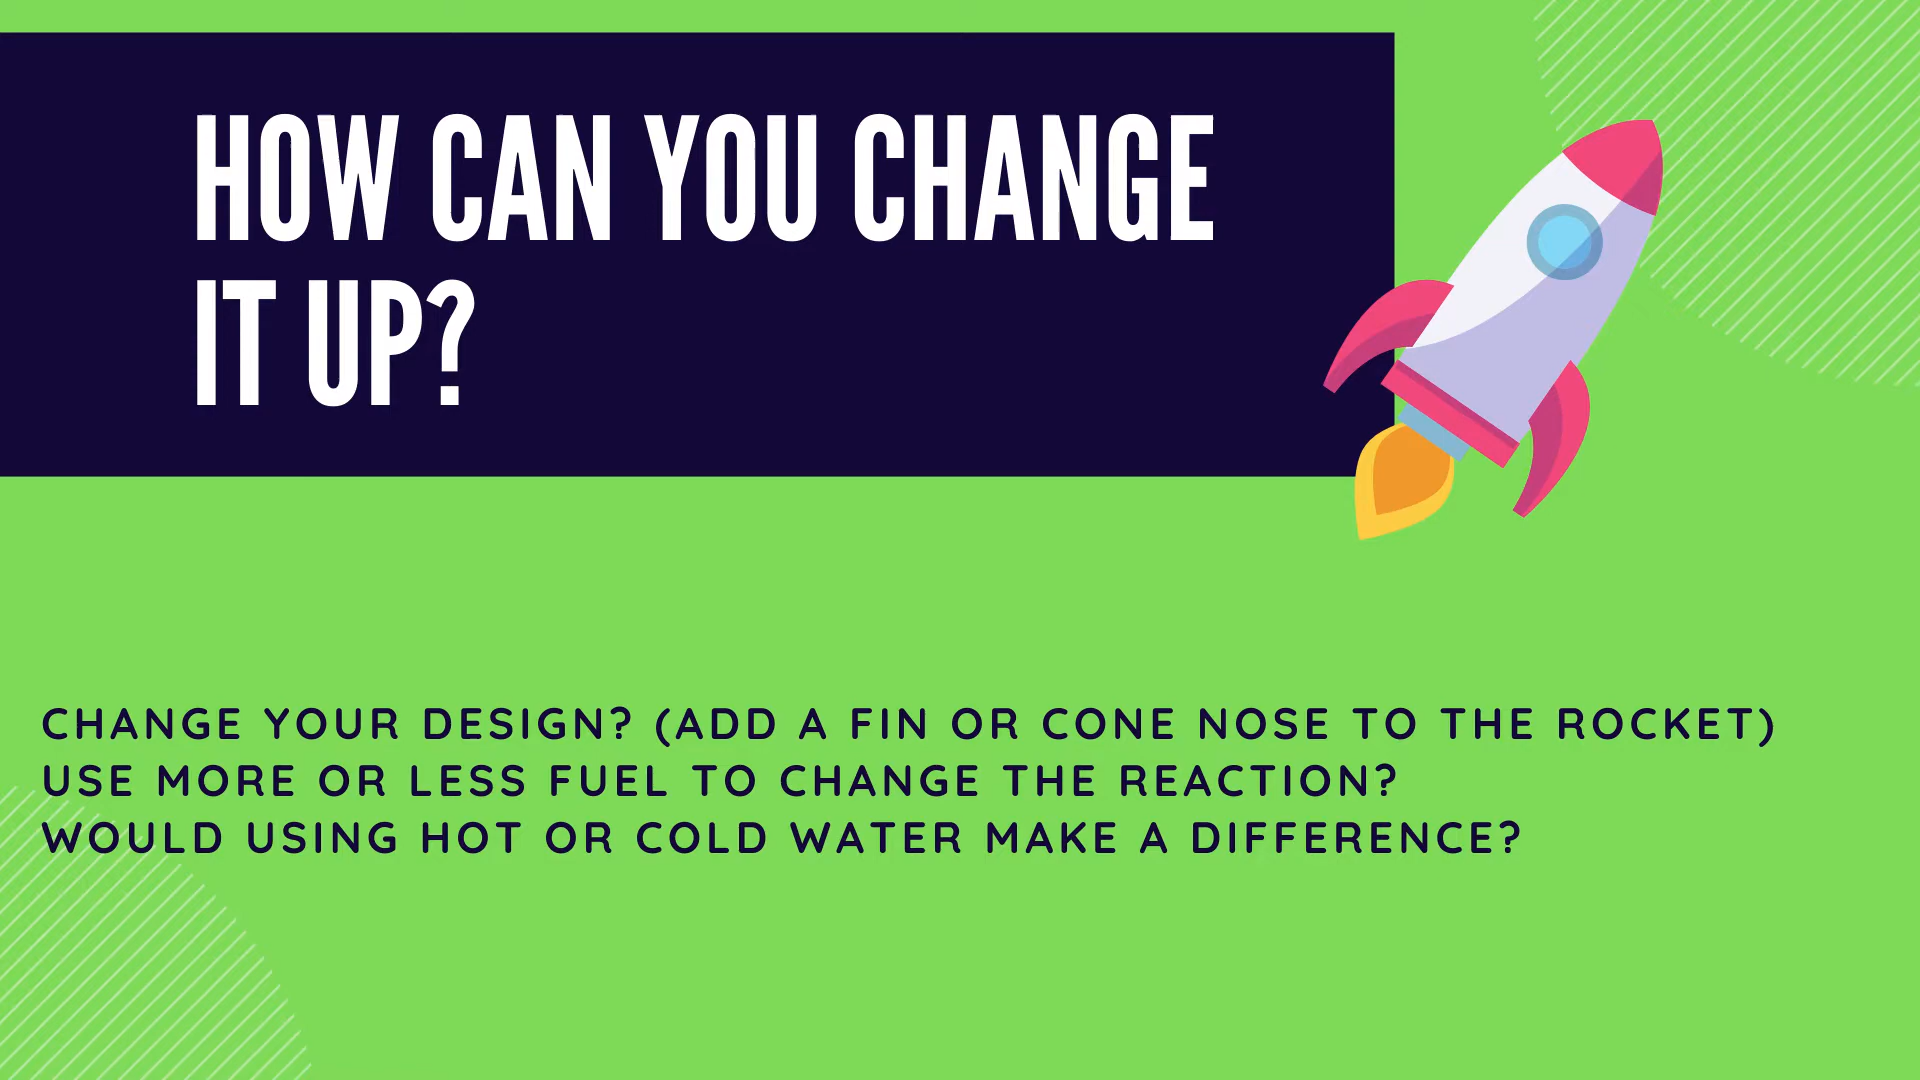 HOW CAN YOU CHANGE
IT UP?
CHANGE YOUR DESIGN? (ADD A FIN OR CONE NOSE TO THE ROCKET)
USE MORE OR LESS FUEL TO CHANGE THE REACTION?
WOULD USING HOT OR COLD WATER MAKE A DIFFERENCE?